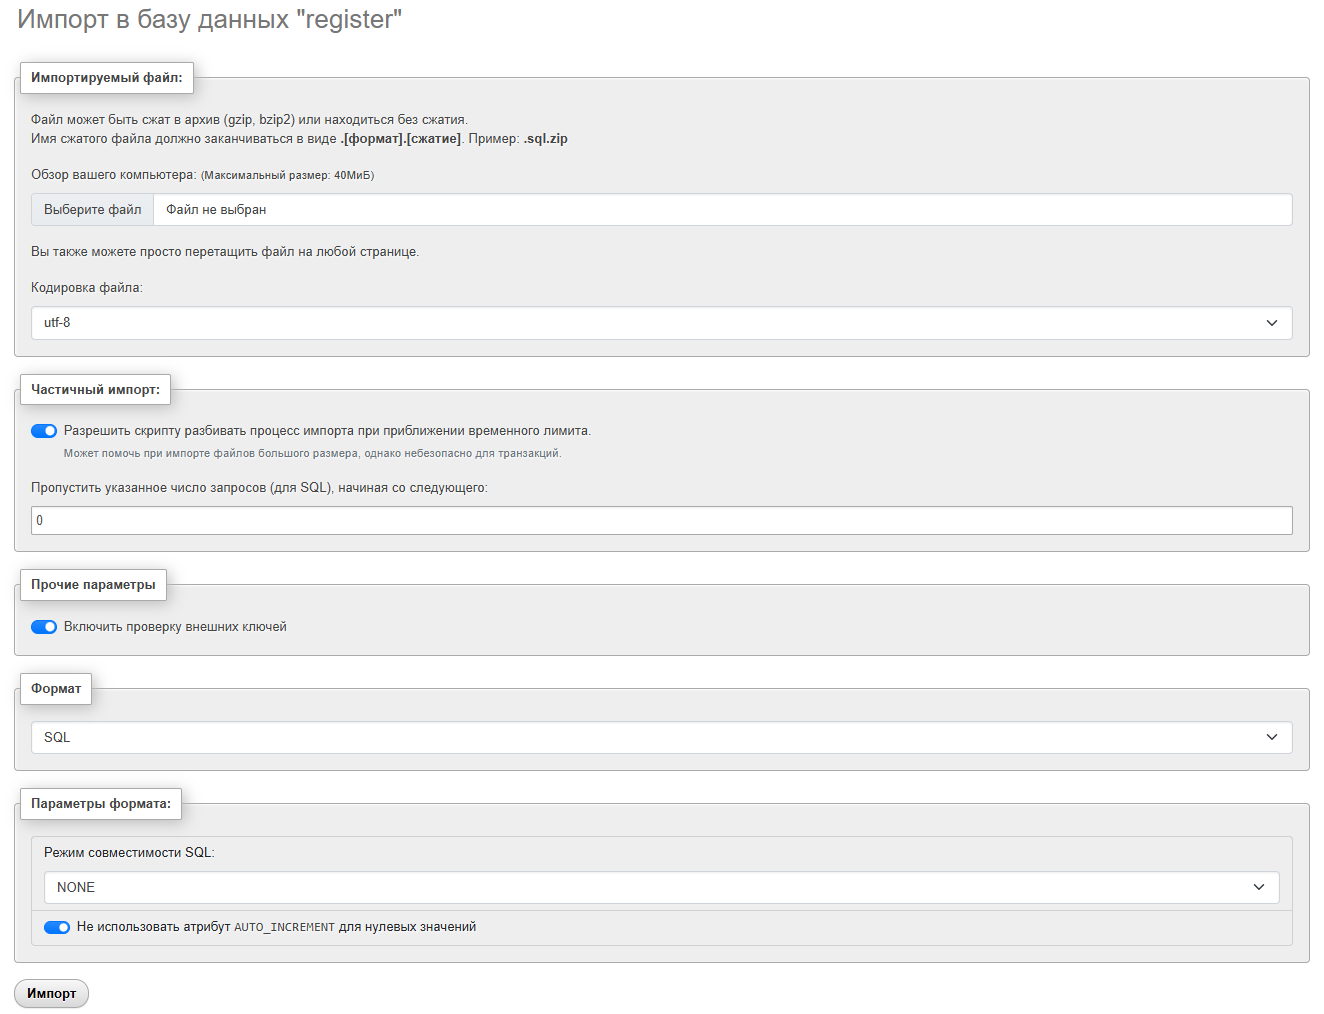 Импорт в базу данных "register"
Импортируемый файл:
Файл может быть сжат в архив (gzip, bzip2) или находиться без сжатия.
Имя сжатого файла должно заканчиваться в виде .[формат].[сжатие]. Пример: .sql.zip
Обзор вашего компьютера: (Максимальный размер: 40МиБ)
Выберите файл Файл не выбран
Вы также можете просто перетащить файл на любой странице.
Кодировка файла:
utf-8
Частичный импорт:
Разрешить скрипту разбивать процесс импорта при приближении временного лимита.
Может помочь при импорте файлов большого размера, однако небезопасно для транзакций.
Пропустить указанное число запросов (для SQL), начиная со следующего:
0
Прочие параметры
Включить проверку внешних ключей
Формат
SQL
Параметры формата:
Режим совместимости SQL:
NONE
Не использовать атрибут AUTO_INCREMENT для нулевых значений
Импорт